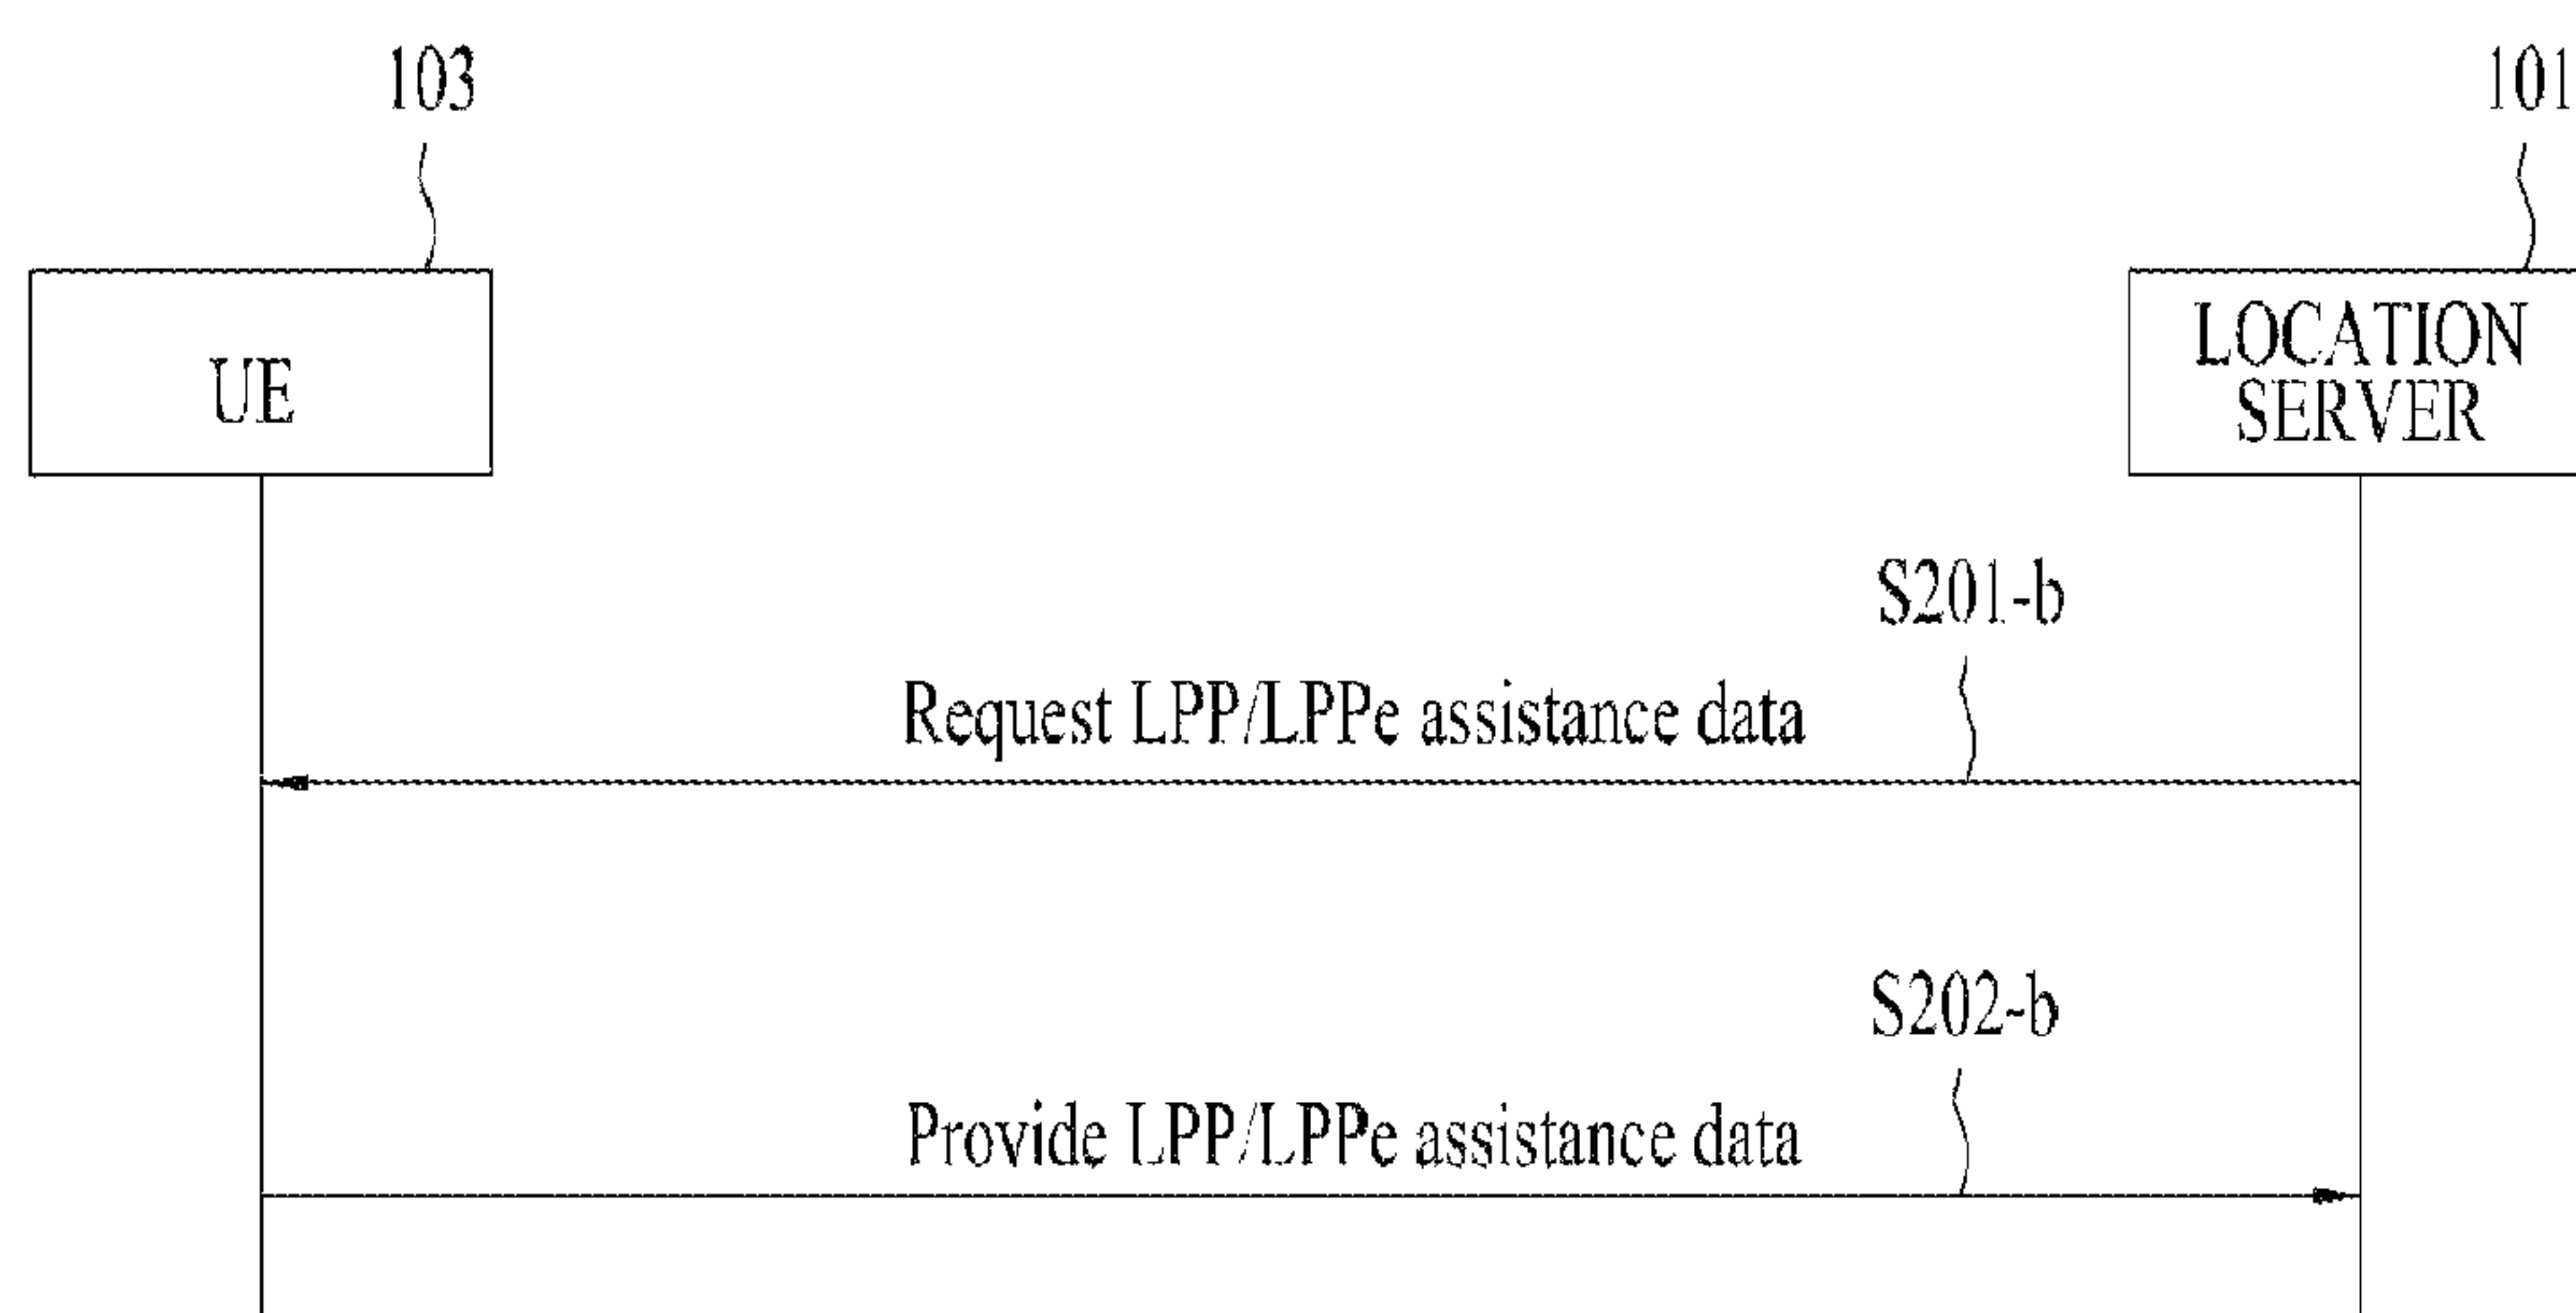 103
101
UE
LOCATION
SERVER
S201-b
Request LPP/LPPe assistance data
S202-b
Provide LPP/LPPe assistance data